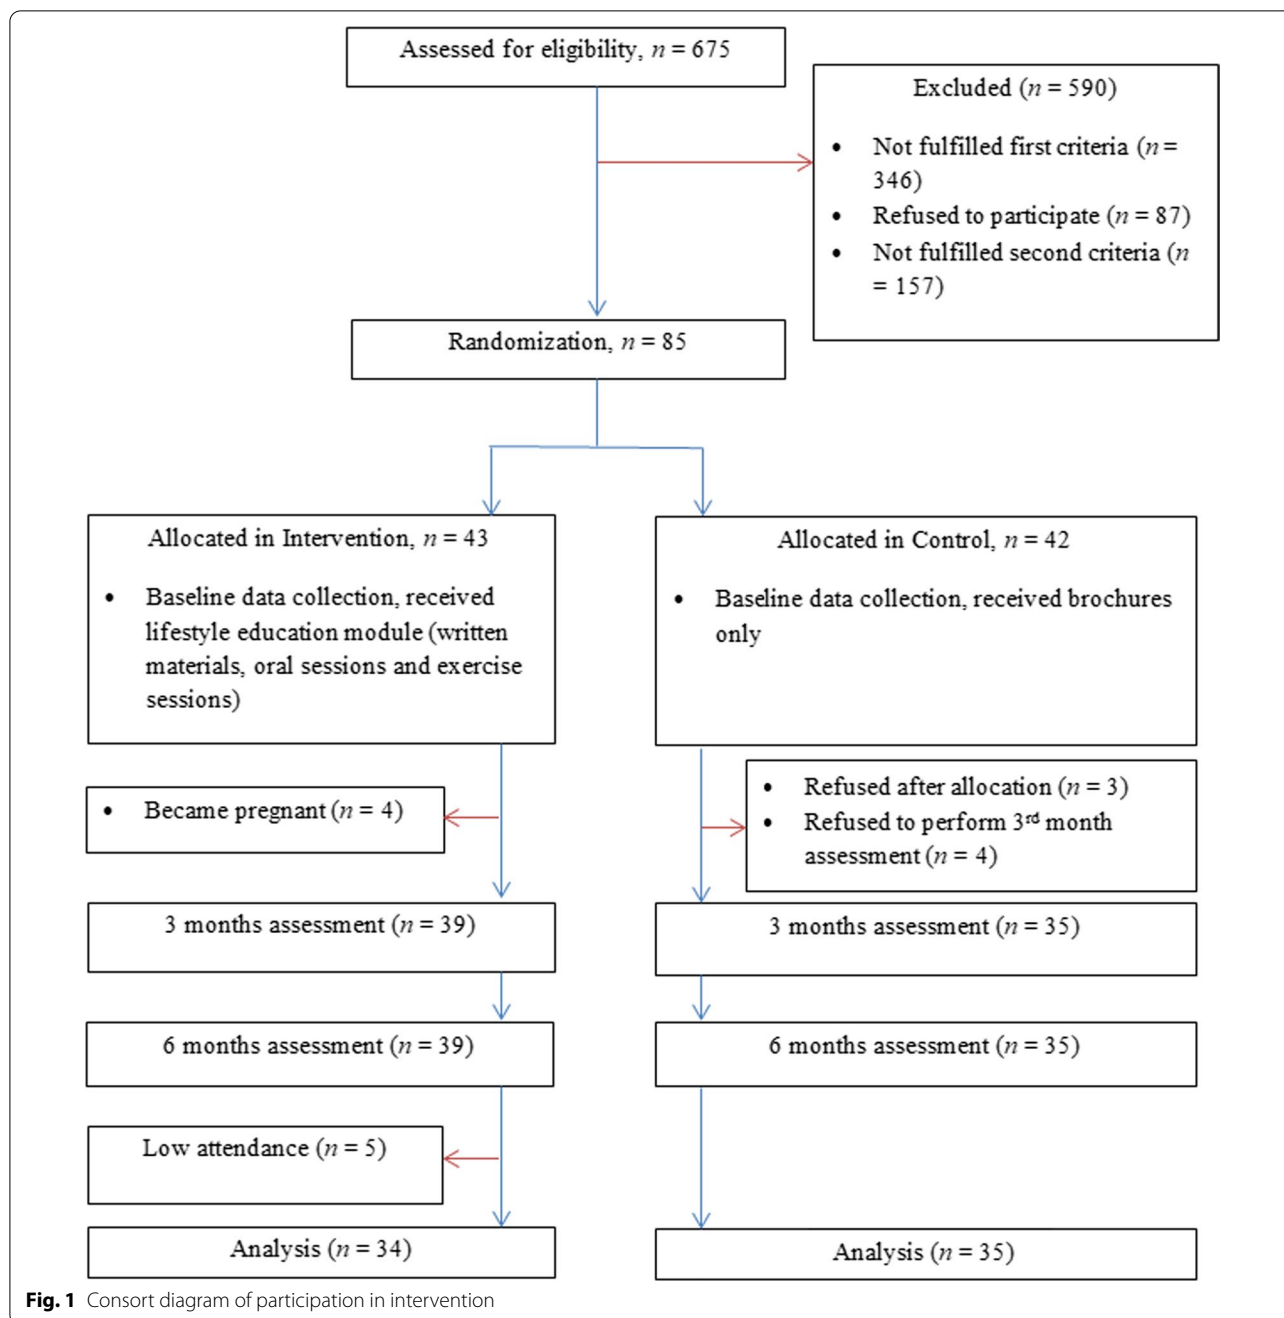 Assessed for eligibility, n = 675
Excluded (n = 590)
• Not fulfilled first criteria (n =
346)
• Refused to participate (n = 87)
• Not fulfilled second criteria (n
= 157)
Randomization, n = 85
Allocated in Intervention, n = 43
• Baseline data collection, received
lifestyle education module (written
materials, oral sessions and exercise
sessions)
Allocated in Control, n = 42
• Baseline data collection, received brochures
only
• Became pregnant (n = 4)
• Refused after allocation (n = 3)
• Refused to perform 3rd month
assessment (n = 4)
3 months assessment (n = 39)
3 months assessment (n = 35)
6 months assessment (n = 39)
6 months assessment (n = 35)
Low attendance (n = 5)
Analysis (n = 34)
Analysis (n = 35)
Fig. 1 Consort diagram of participation in intervention